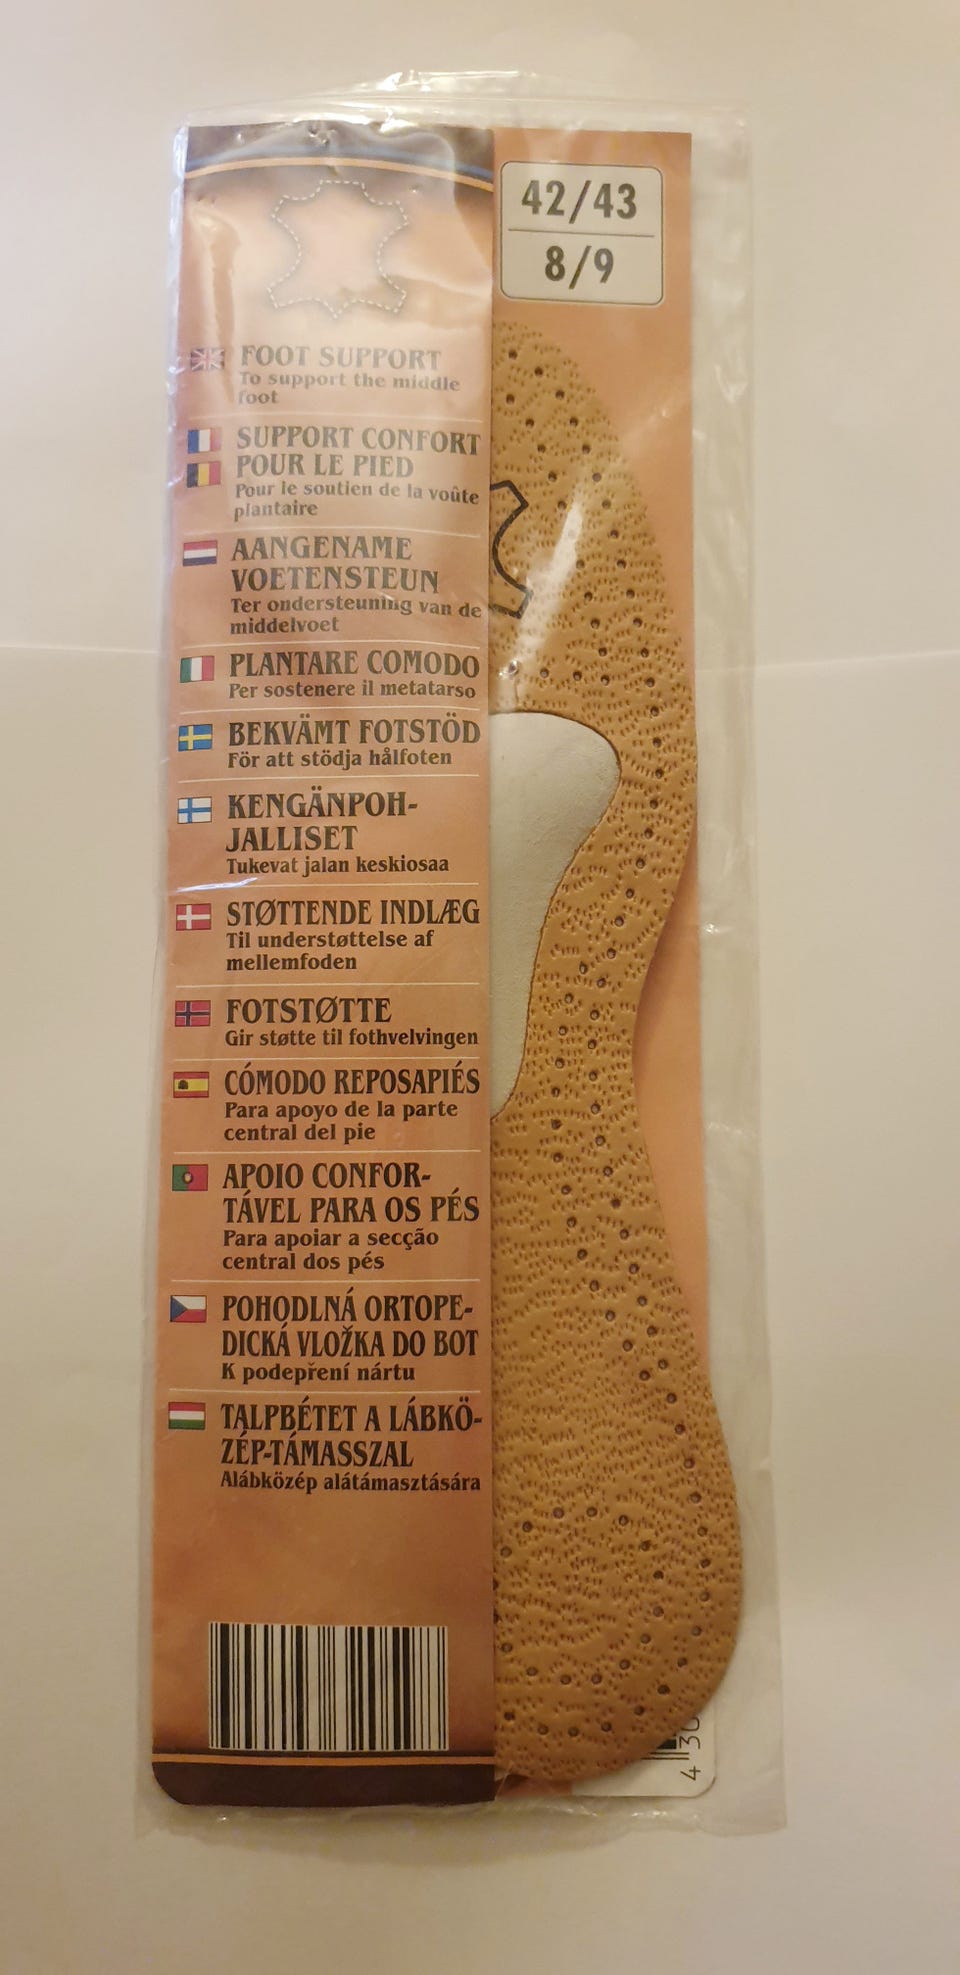 42/43
8/9
FOOT SUPPORT
To support the middle
foot
SUPPORT CONFORT
POUR LE PIED
Pour le soutien de la voûte
plantaire
AANGENAME
VOETENSTEUN
Ter ondersteuning van de
middelvoet
PLANTARE COMODO
Per sostenere il metatarso
BEKVÄMT FOTSTÖD
För att stödja hålfoten
KENGÄNPOH-
JALLISET
Tukevat jalan keskiosaa
STØTTENDE INDLÆG
Til understøttelse af
mellemfoden
FOTSTØTTE
Gir støtte til fothvelvingen
CÓMODO REPOSAPIÉS
Para apoyo de la parte
central del pie
APOIO CONFOR-
TÁVEL PARA OS PÉS
Para apoiar a secção
central dos pés
POHODLNÁ ORTOPE-
DICKÁ VLOŽKA DO BOT
K podepření nártu
TALPBÉTET A LÁBKÖ-
ZÉP-TÁMASSZAL
Alábközép alátámasztására